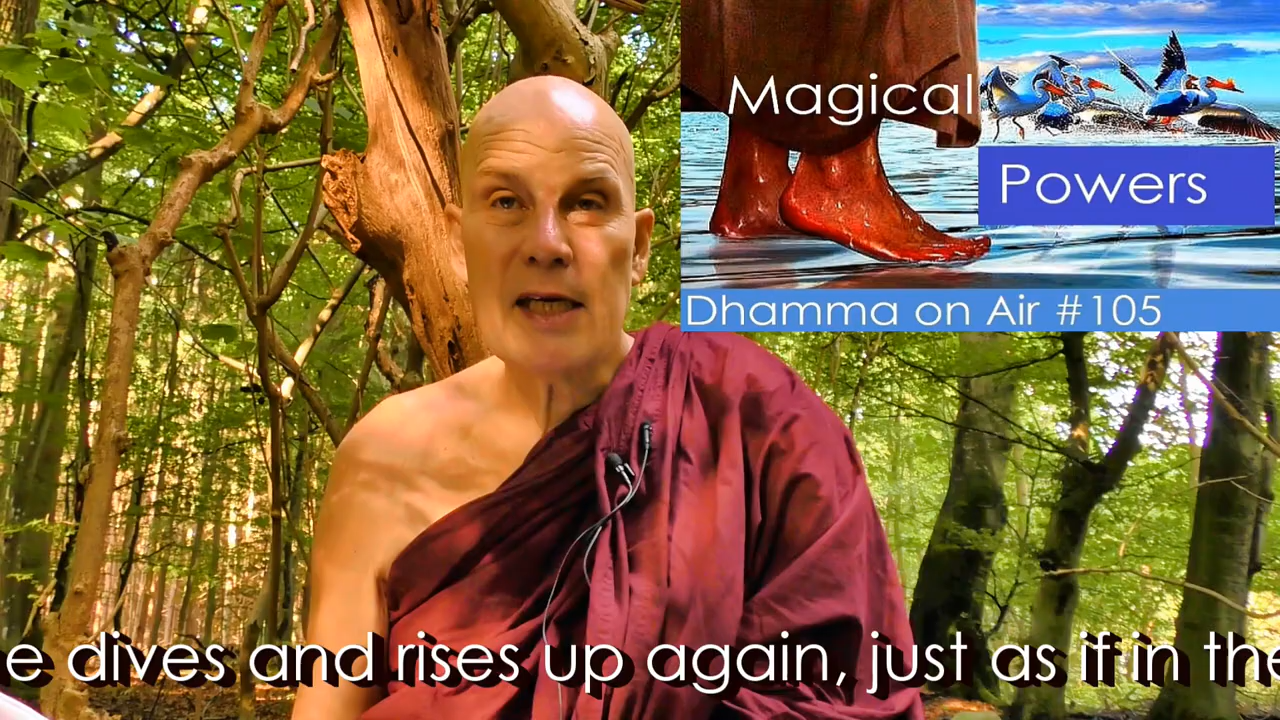 Magical
Powers
Dhamma on Air #105
e dives and rises up again, just as if in the